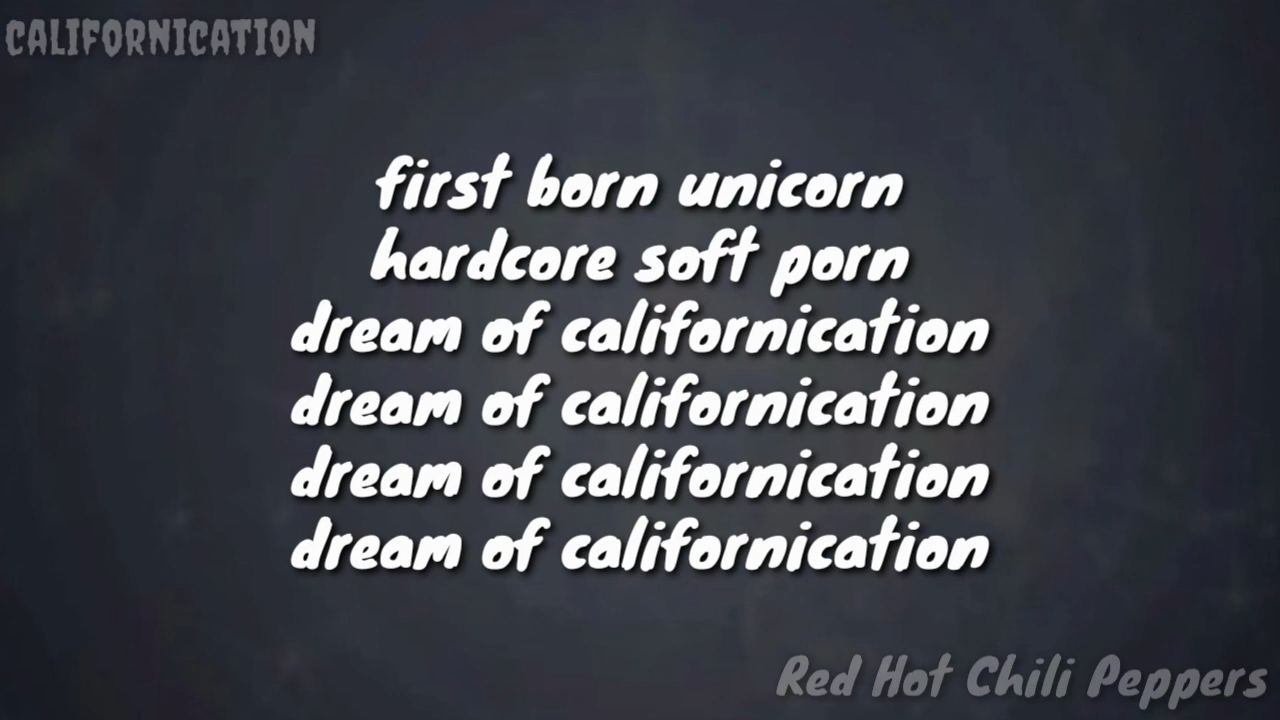 CALIFORNICATION
first born unicorn
hardcore soft porn
dream of californication
dream of californication
dream of californication
dream of californication
Red Hot Chili Peppers